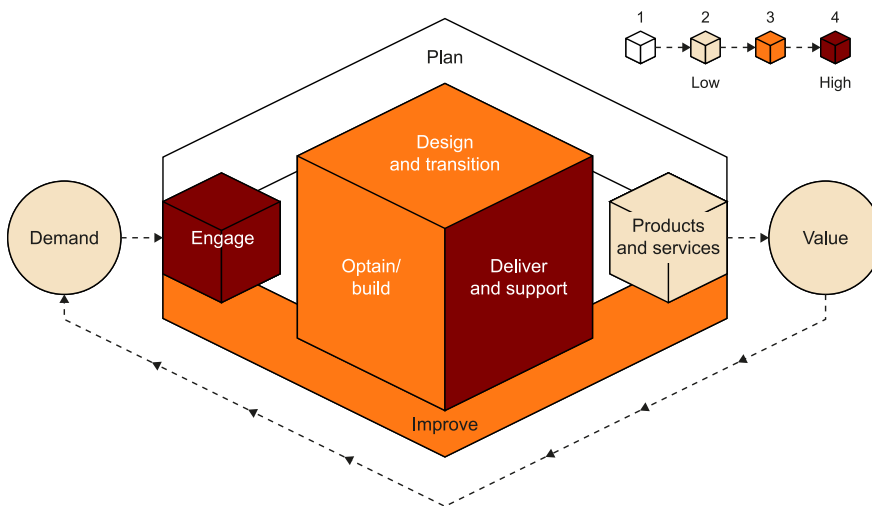 1 2 3 4
Low High
Plan
Design
and transition
Demand
Engage
Optain/
build
Deliver
and support
Products
and services
Value
Improve